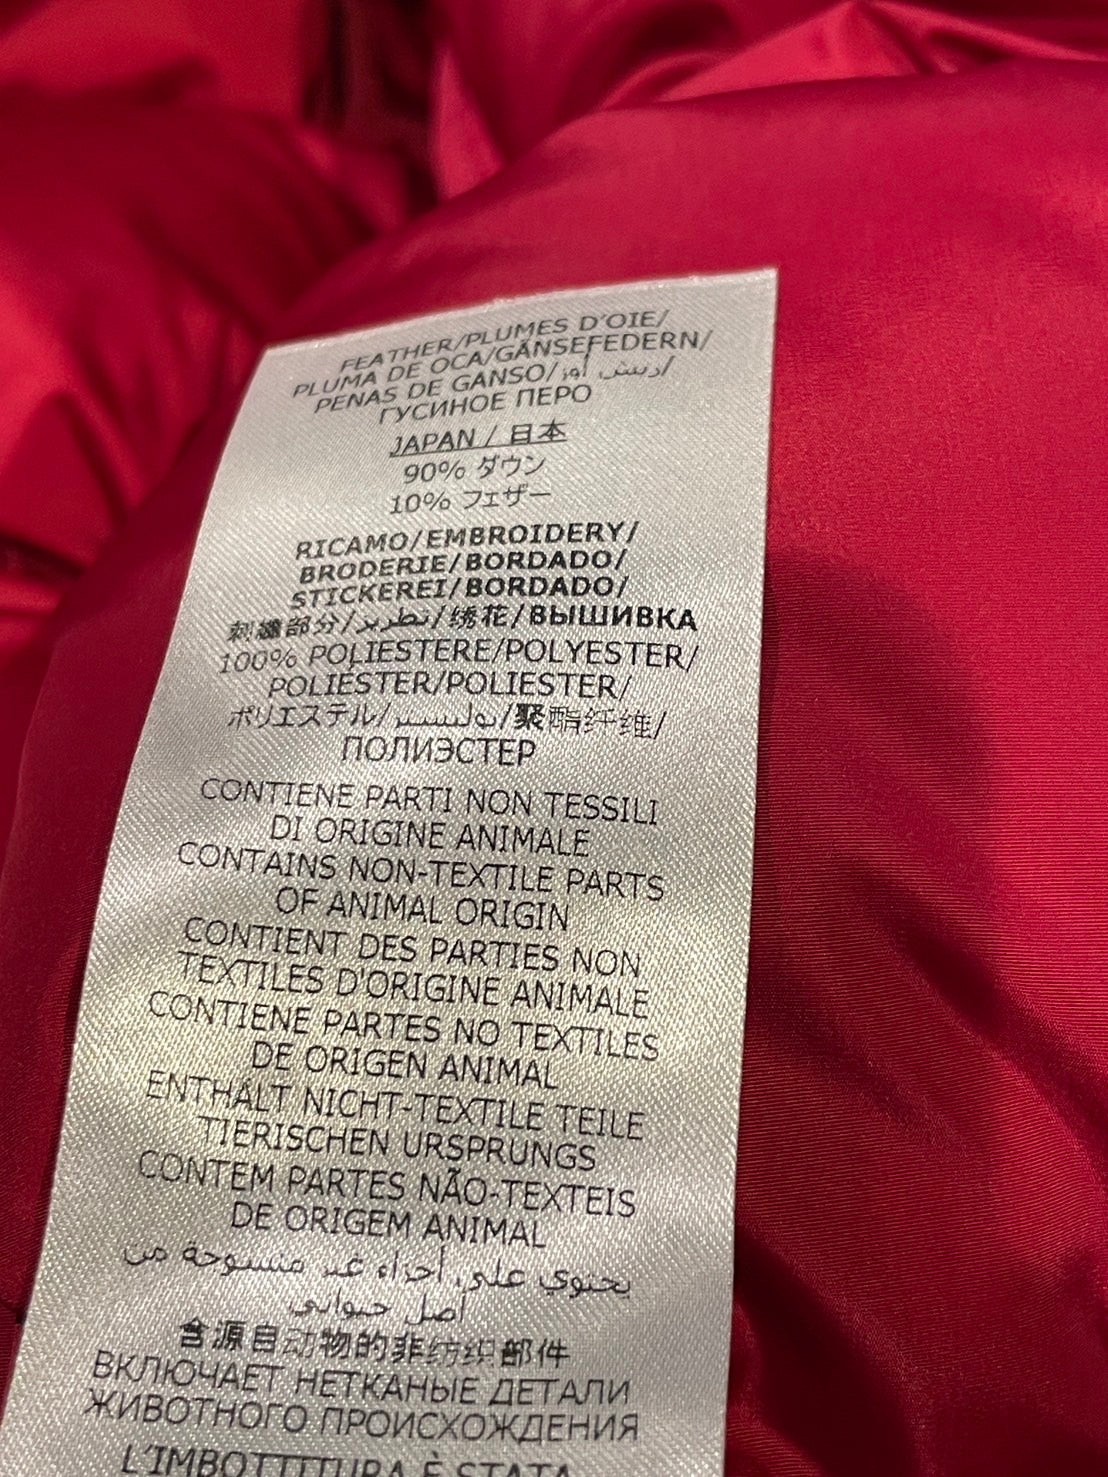 FEATHER/PLUMES D'OIE/
PLUMA DE OCA/GÄNSEFEDERN/
PENAS DE GANSO/ريش أوز/
ГУСИНОЕ ПЕРО
JAPAN / 日本
90% ダウン
10% フェザー
RICAMO/EMBROIDERY/
BRODERIE/BORDADO/
STICKEREI/BORDADO/
刺繍部分/تطريز/绣花/ВЫШИВКА
100% POLIESTERE/POLYESTER/
POLIÉSTER/POLIESTER/
ポリエステル/بوليستر/聚酯纤维/
ПОЛИЭСТЕР
CONTIENE PARTI NON TESSILI
DI ORIGINE ANIMALE
CONTAINS NON-TEXTILE PARTS
OF ANIMAL ORIGIN
CONTIENT DES PARTIES NON
TEXTILES D'ORIGINE ANIMALE
CONTIENE PARTES NO TEXTILES
DE ORIGEN ANIMAL
ENTHÄLT NICHT-TEXTILE TEILE
TIERISCHEN URSPRUNGS
CONTEM PARTES NÃO-TEXTEIS
DE ORIGEM ANIMAL
يحتوي على أجزاء غير منسوجة من
أصل حيواني
含源自动物的非纺织部件
ВКЛЮЧАЕТ НЕТКАНЫЕ ДЕТАЛИ
ЖИВОТНОГО ПРОИСХОЖДЕНИЯ
L'IMBOTTITURA È STATA